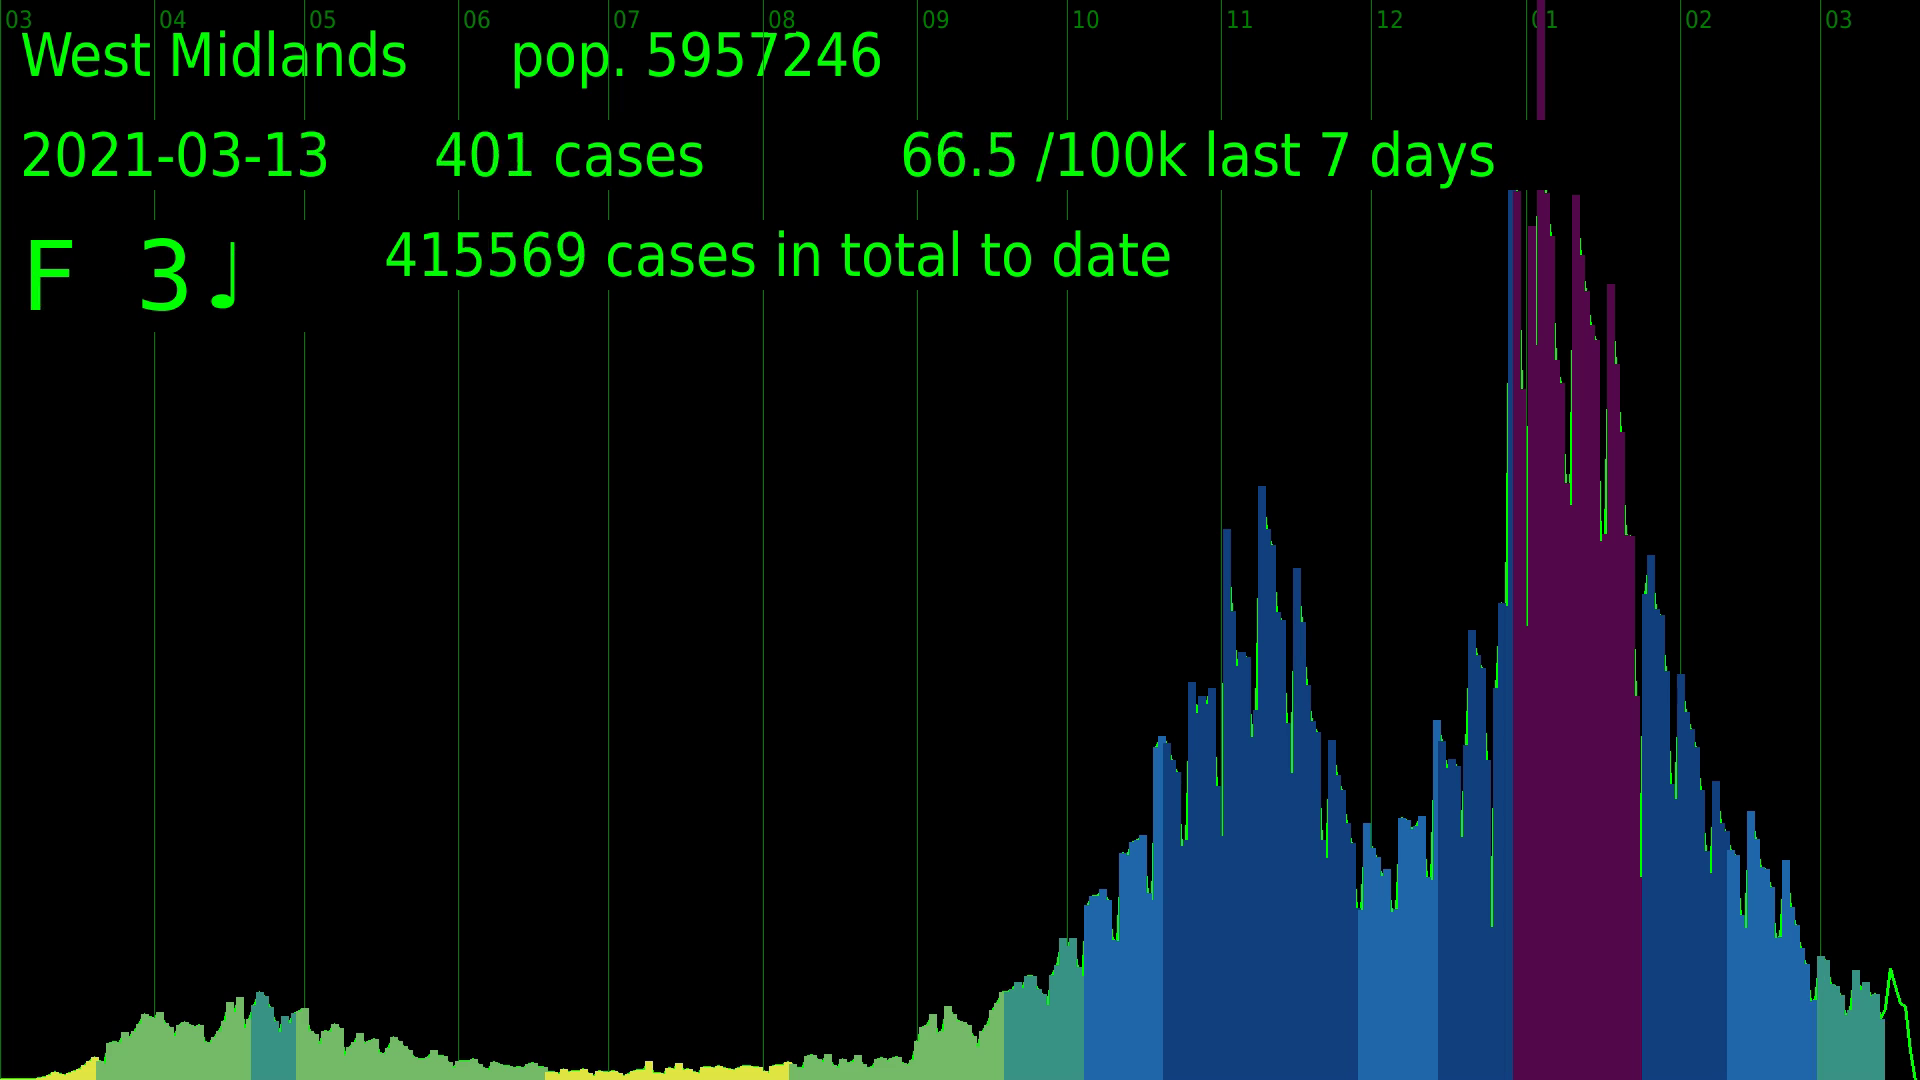 03 04 05 06 07 08 09 10 11 12 01 02 03
West Midlands pop. 5957246
2021-03-13 401 cases 66.5 /100k last 7 days
F 3♩ 415569 cases in total to date